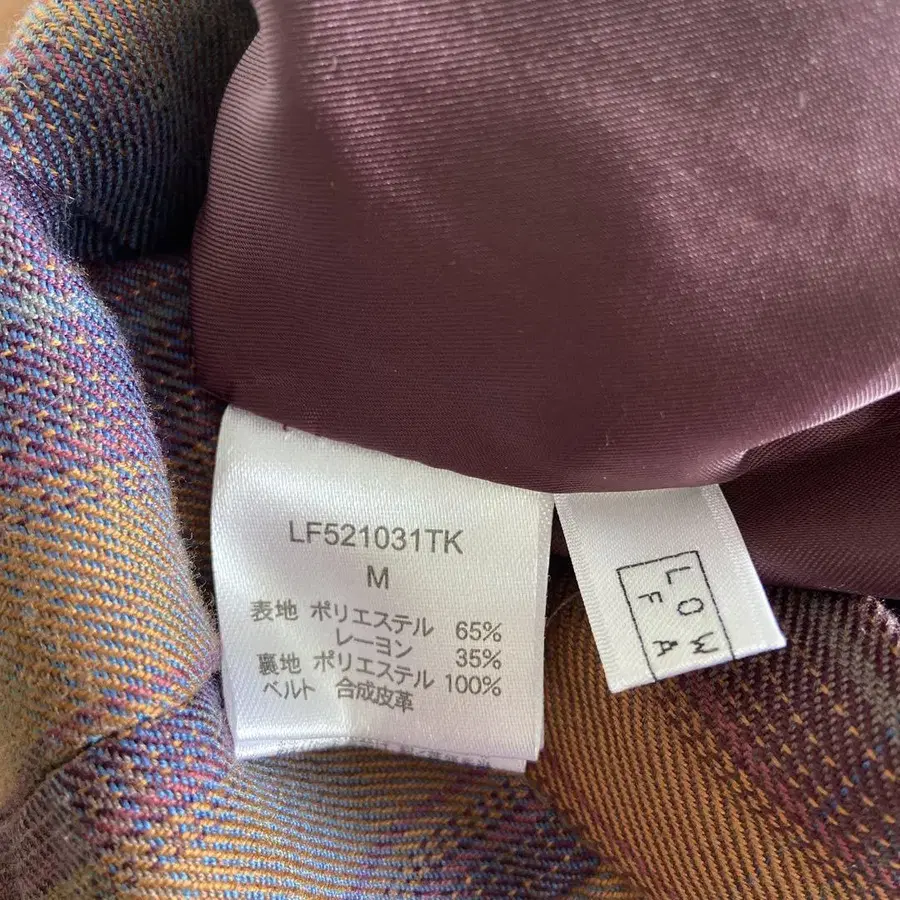 LF521031TK
M
表地 ポリエステル 65%
レーヨン 35%
裏地 ポリエステル 100%
ベルト 合成皮革
LOW
F A